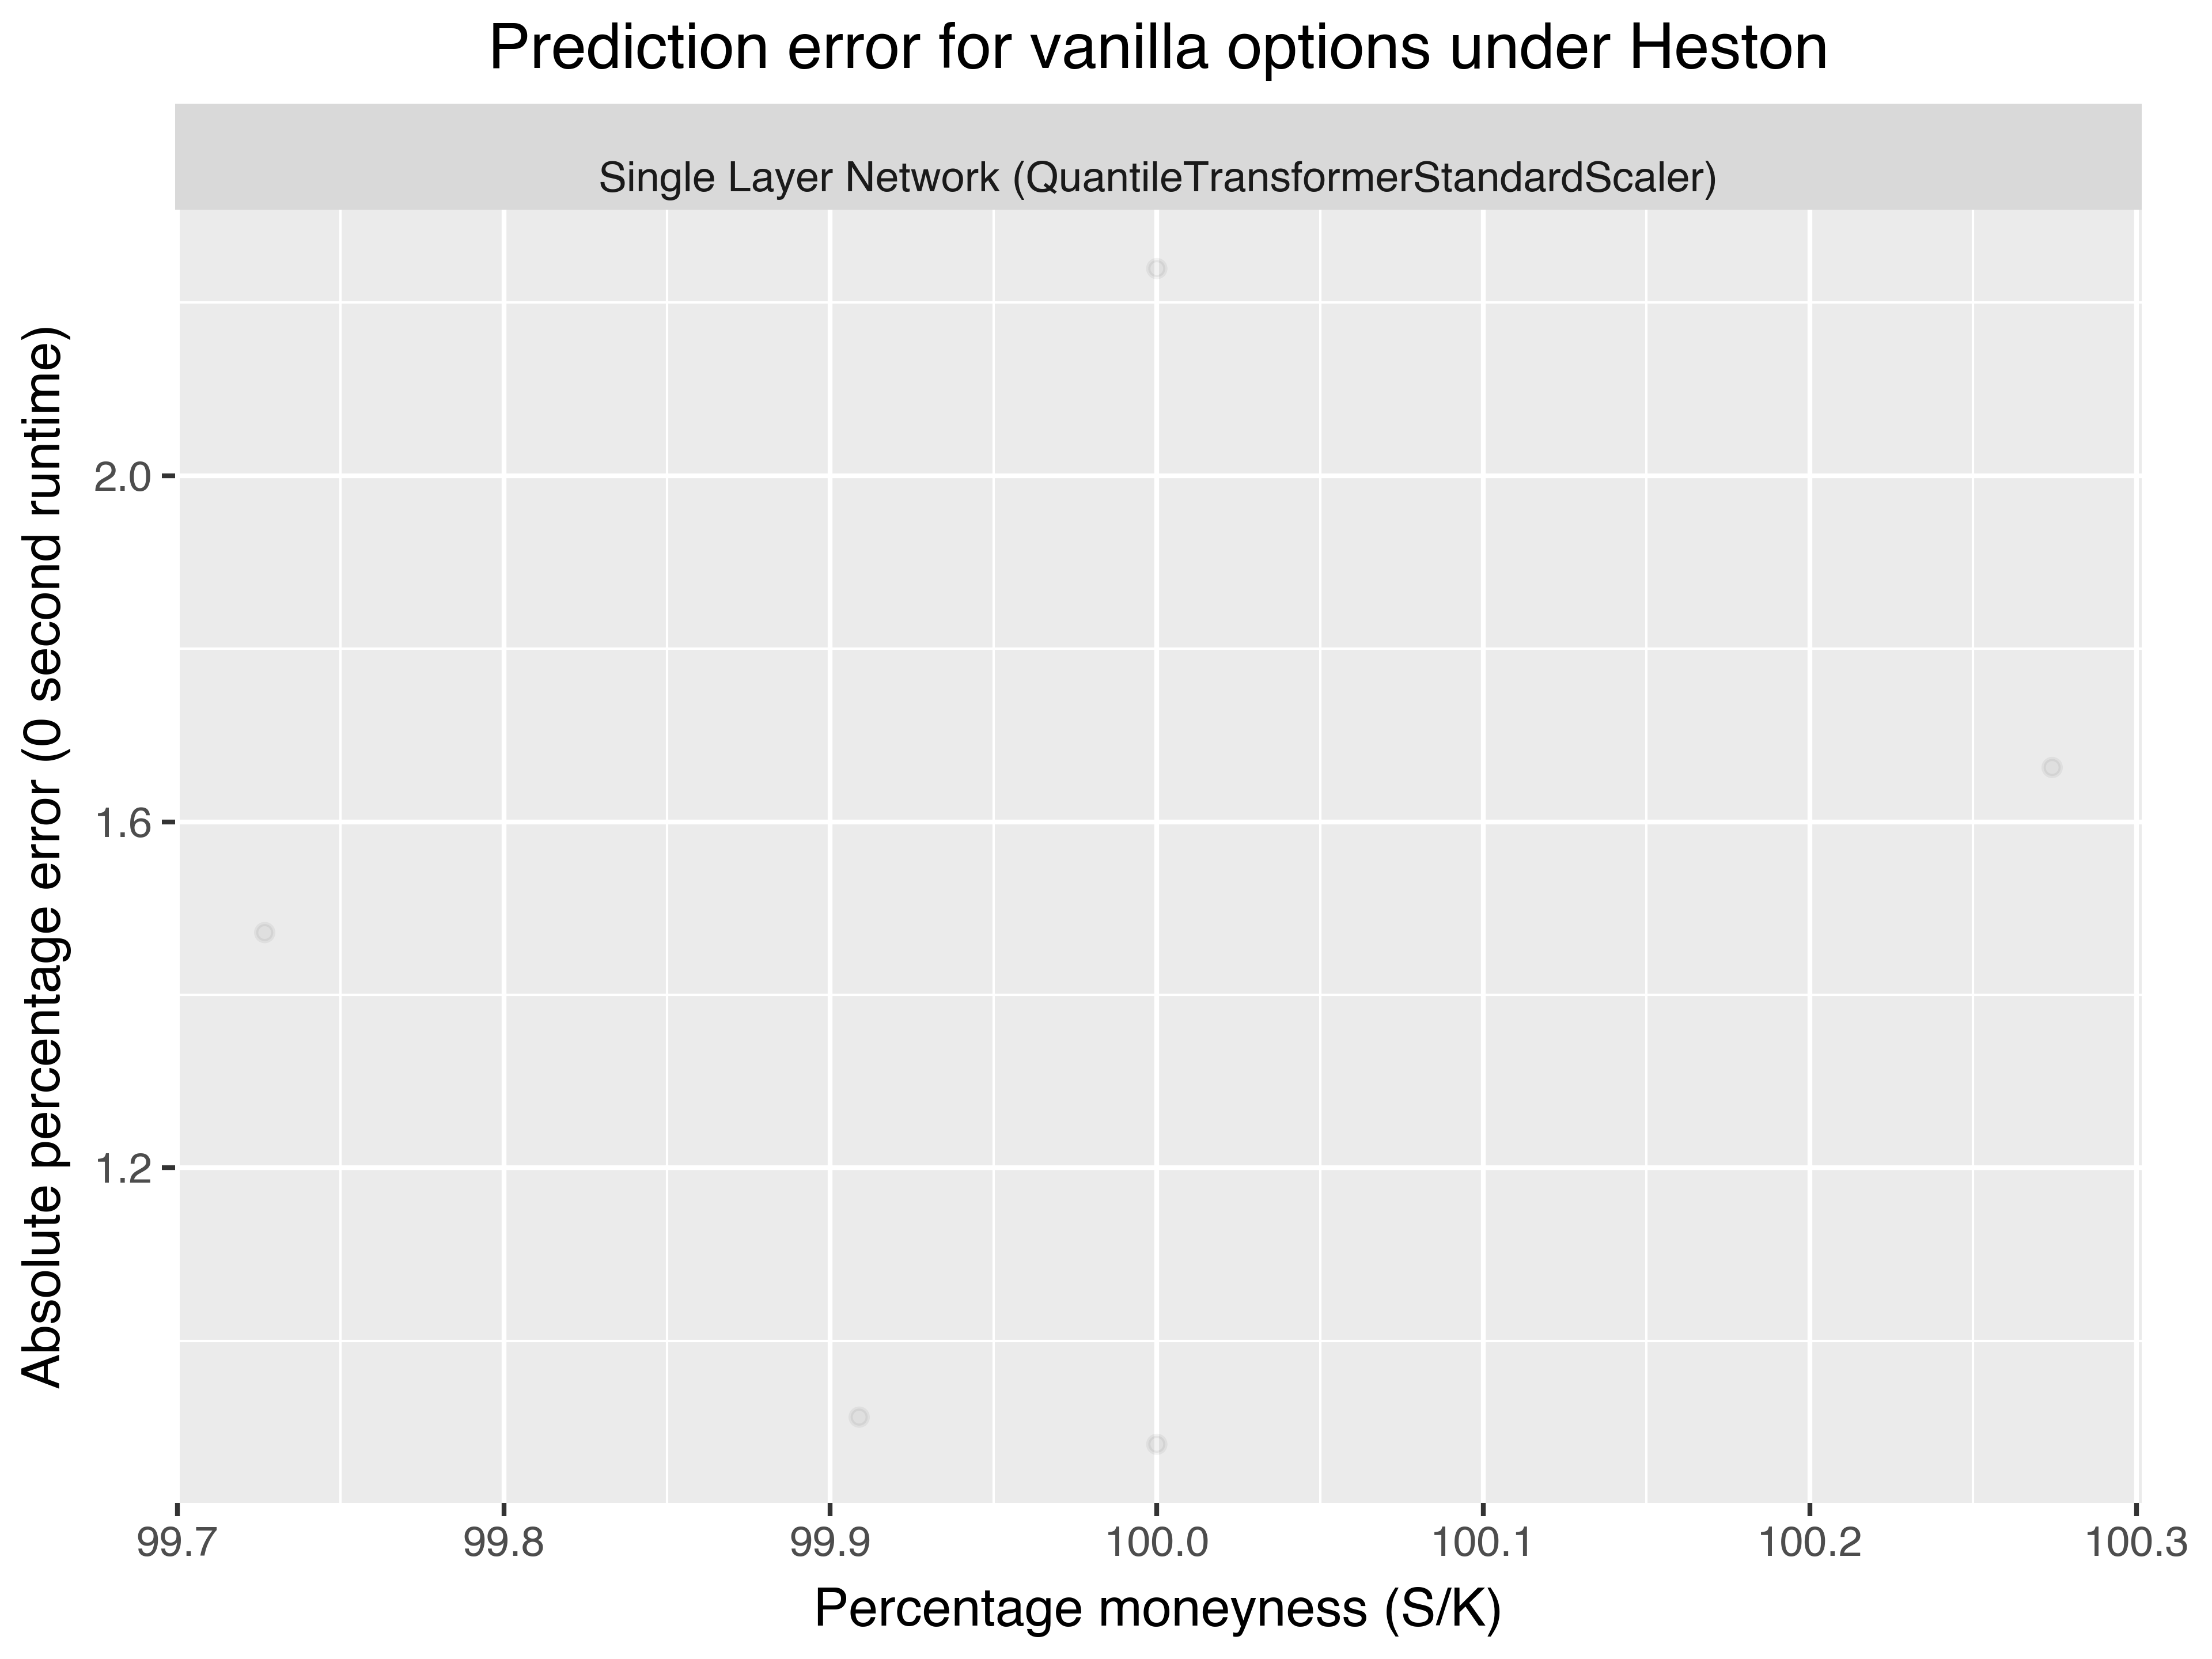 Prediction error for vanilla options under Heston
Single Layer Network (QuantileTransformerStandardScaler)
Absolute percentage error (0 second runtime)
2.0
1.6
1.2
99.7 99.8 99.9 100.0 100.1 100.2 100.3
Percentage moneyness (S/K)